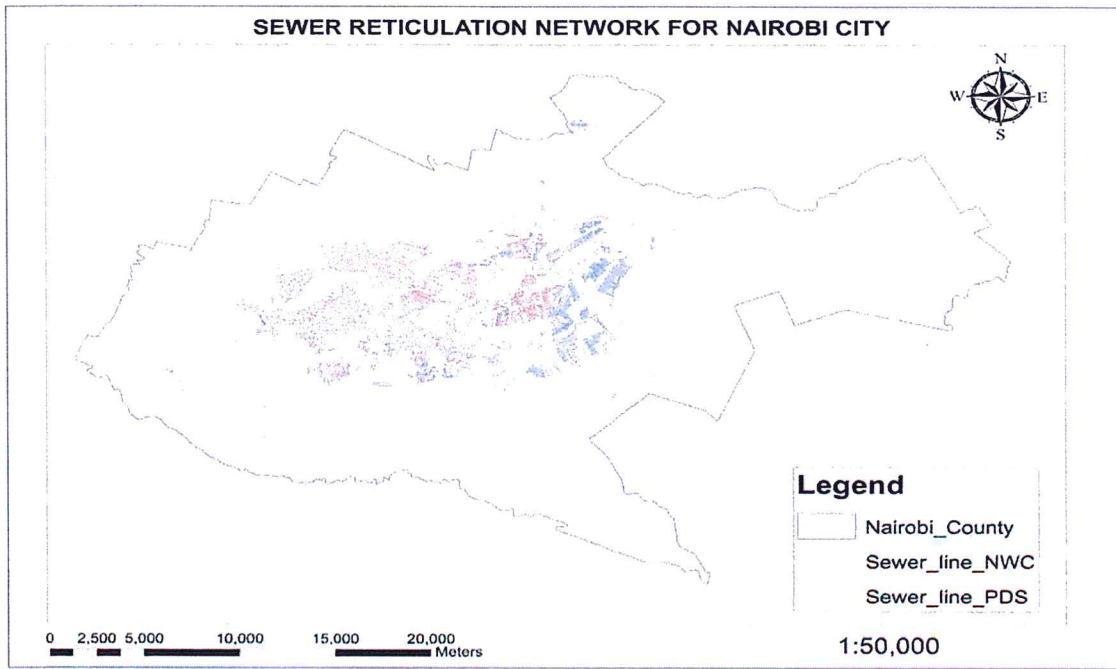 SEWER RETICULATION NETWORK FOR NAIROBI CITY
N
W E
S
Legend
Nairobi_County
Sewer_line_NWC
Sewer_line_PDS
0 2,500 5,000 10,000 15,000 20,000
Meters
1:50,000